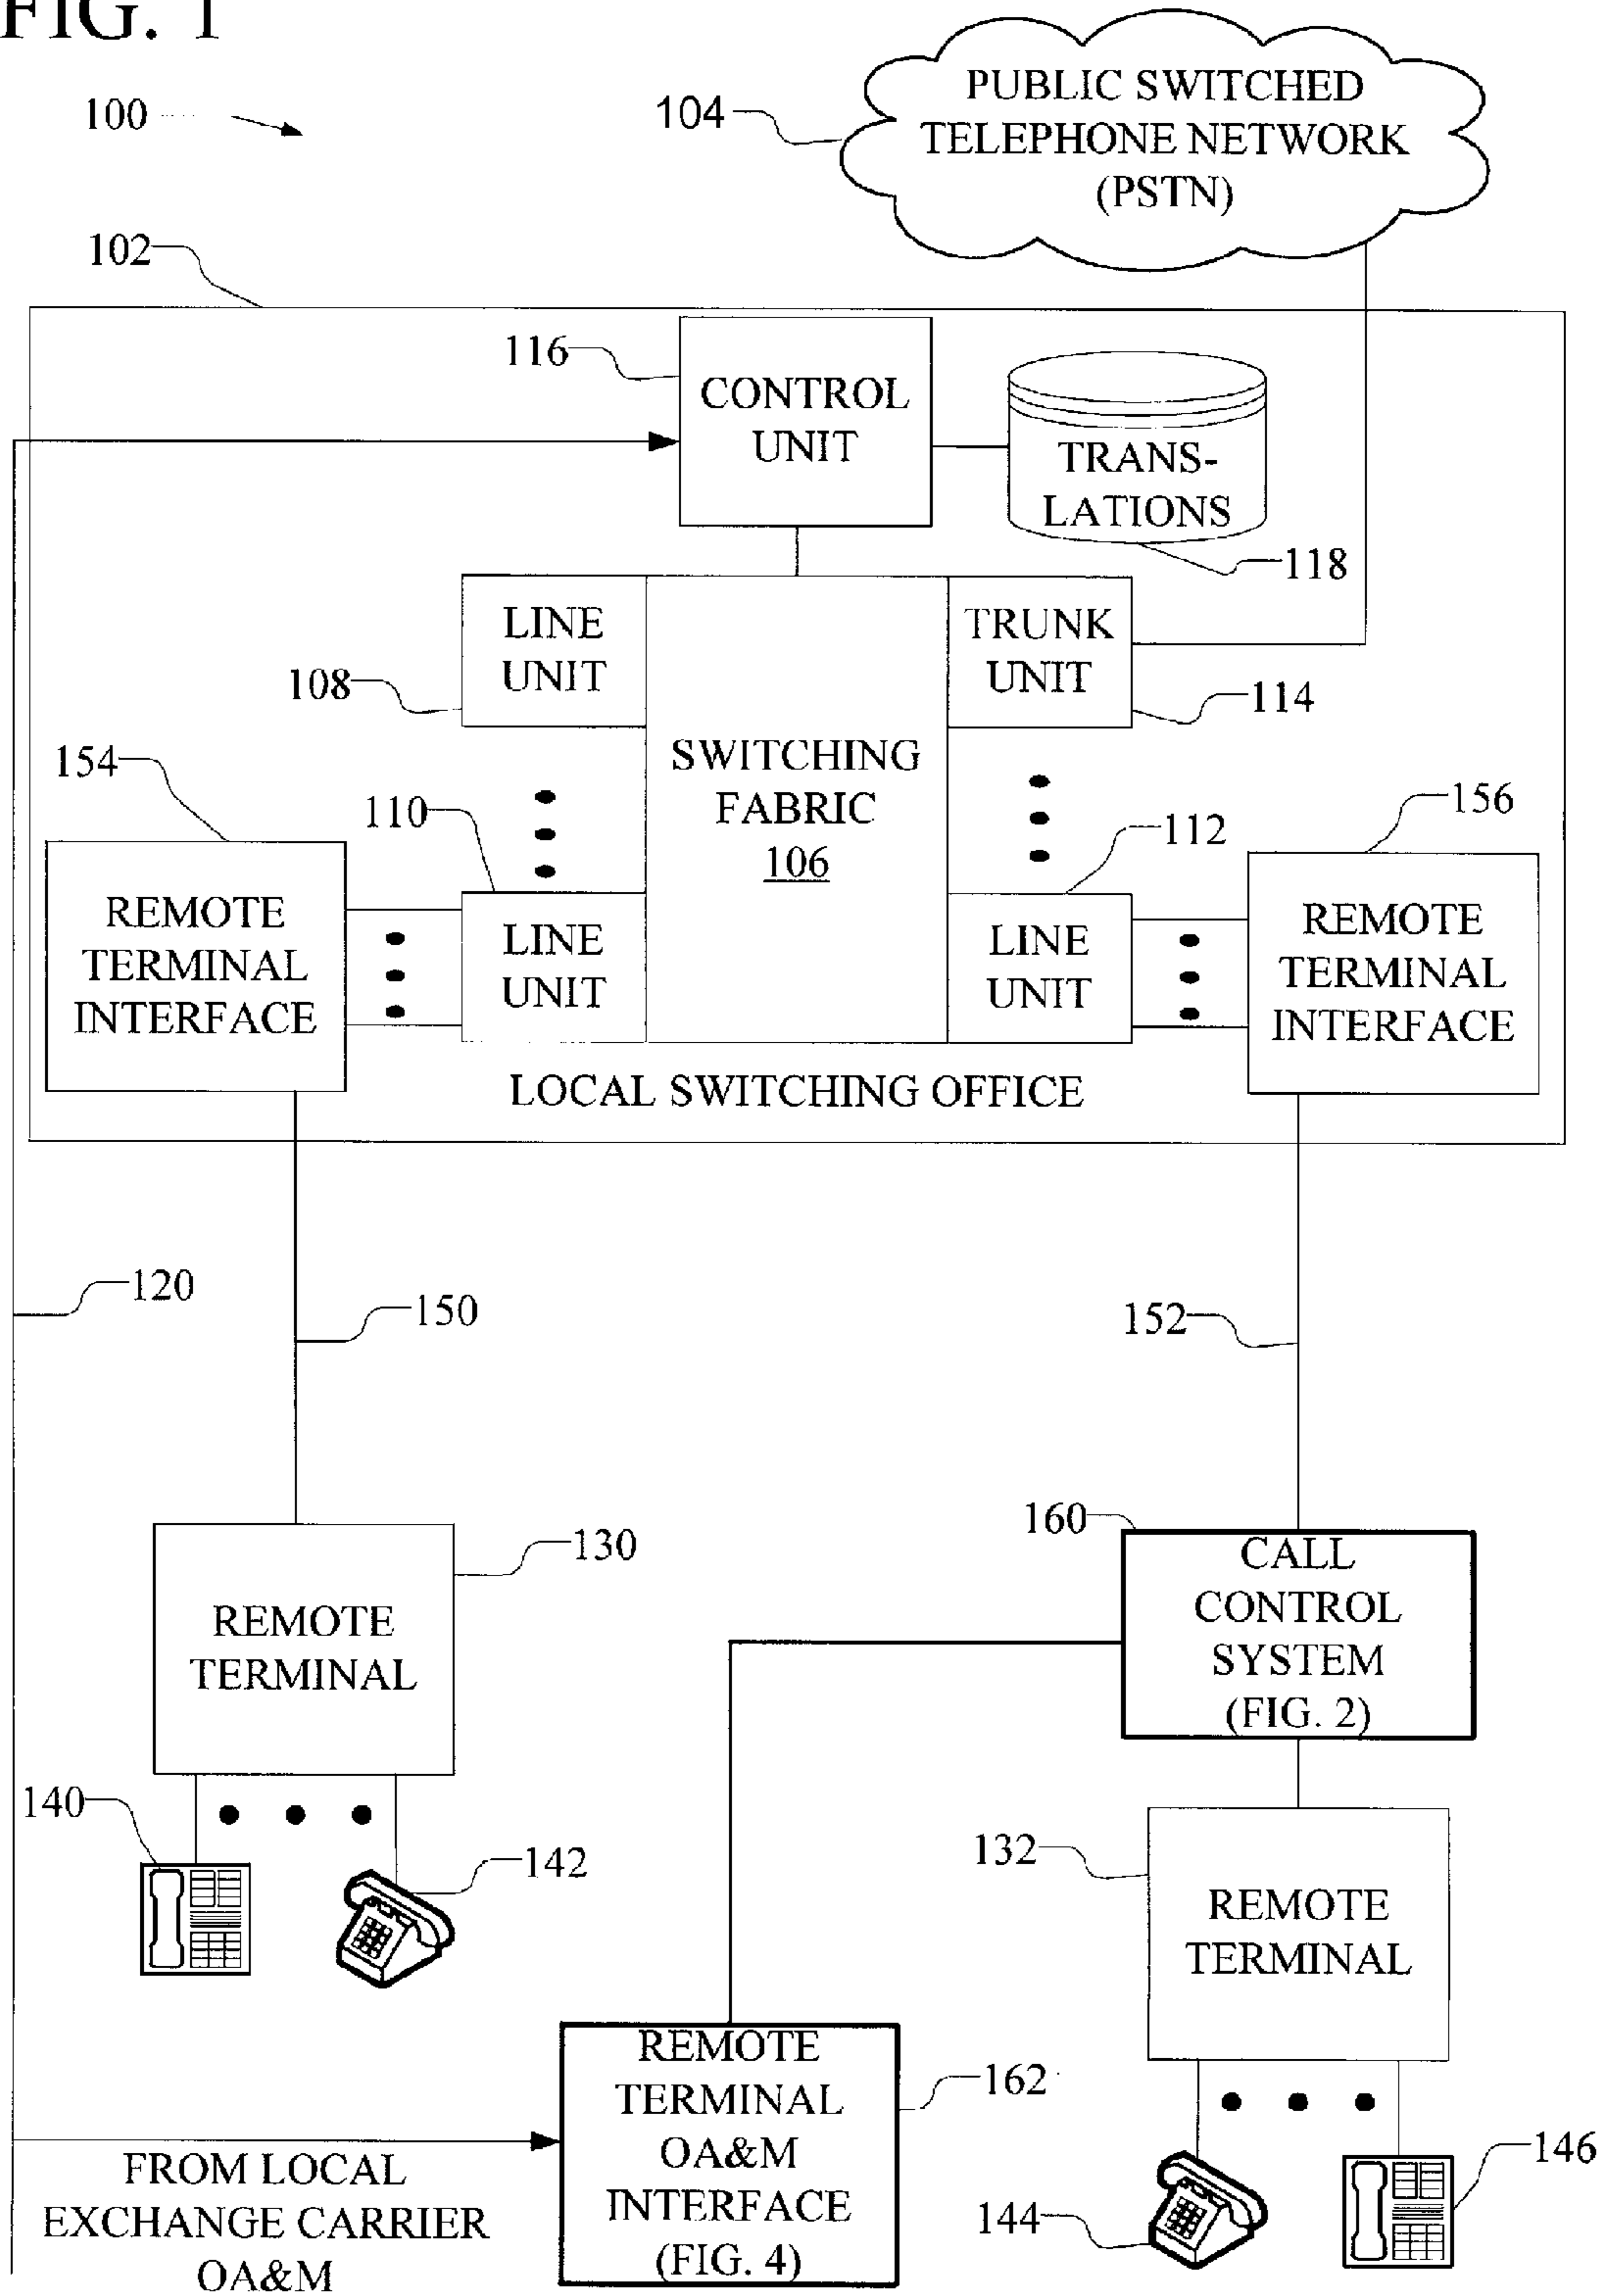 FIG. 1
100
104
PUBLIC SWITCHED
TELEPHONE NETWORK
(PSTN)
102
116
CONTROL
UNIT
TRANS-
LATIONS
118
LINE
UNIT
108
TRUNK
UNIT
114
SWITCHING
FABRIC
106
154
110
112
156
REMOTE
TERMINAL
INTERFACE
LINE
UNIT
LINE
UNIT
REMOTE
TERMINAL
INTERFACE
LOCAL SWITCHING OFFICE
120
150
152
130
REMOTE
TERMINAL
160
CALL
CONTROL
SYSTEM
(FIG. 2)
140
142
132
REMOTE
TERMINAL
REMOTE
TERMINAL
OA&M
INTERFACE
(FIG. 4)
162
FROM LOCAL
EXCHANGE CARRIER
OA&M
144
146